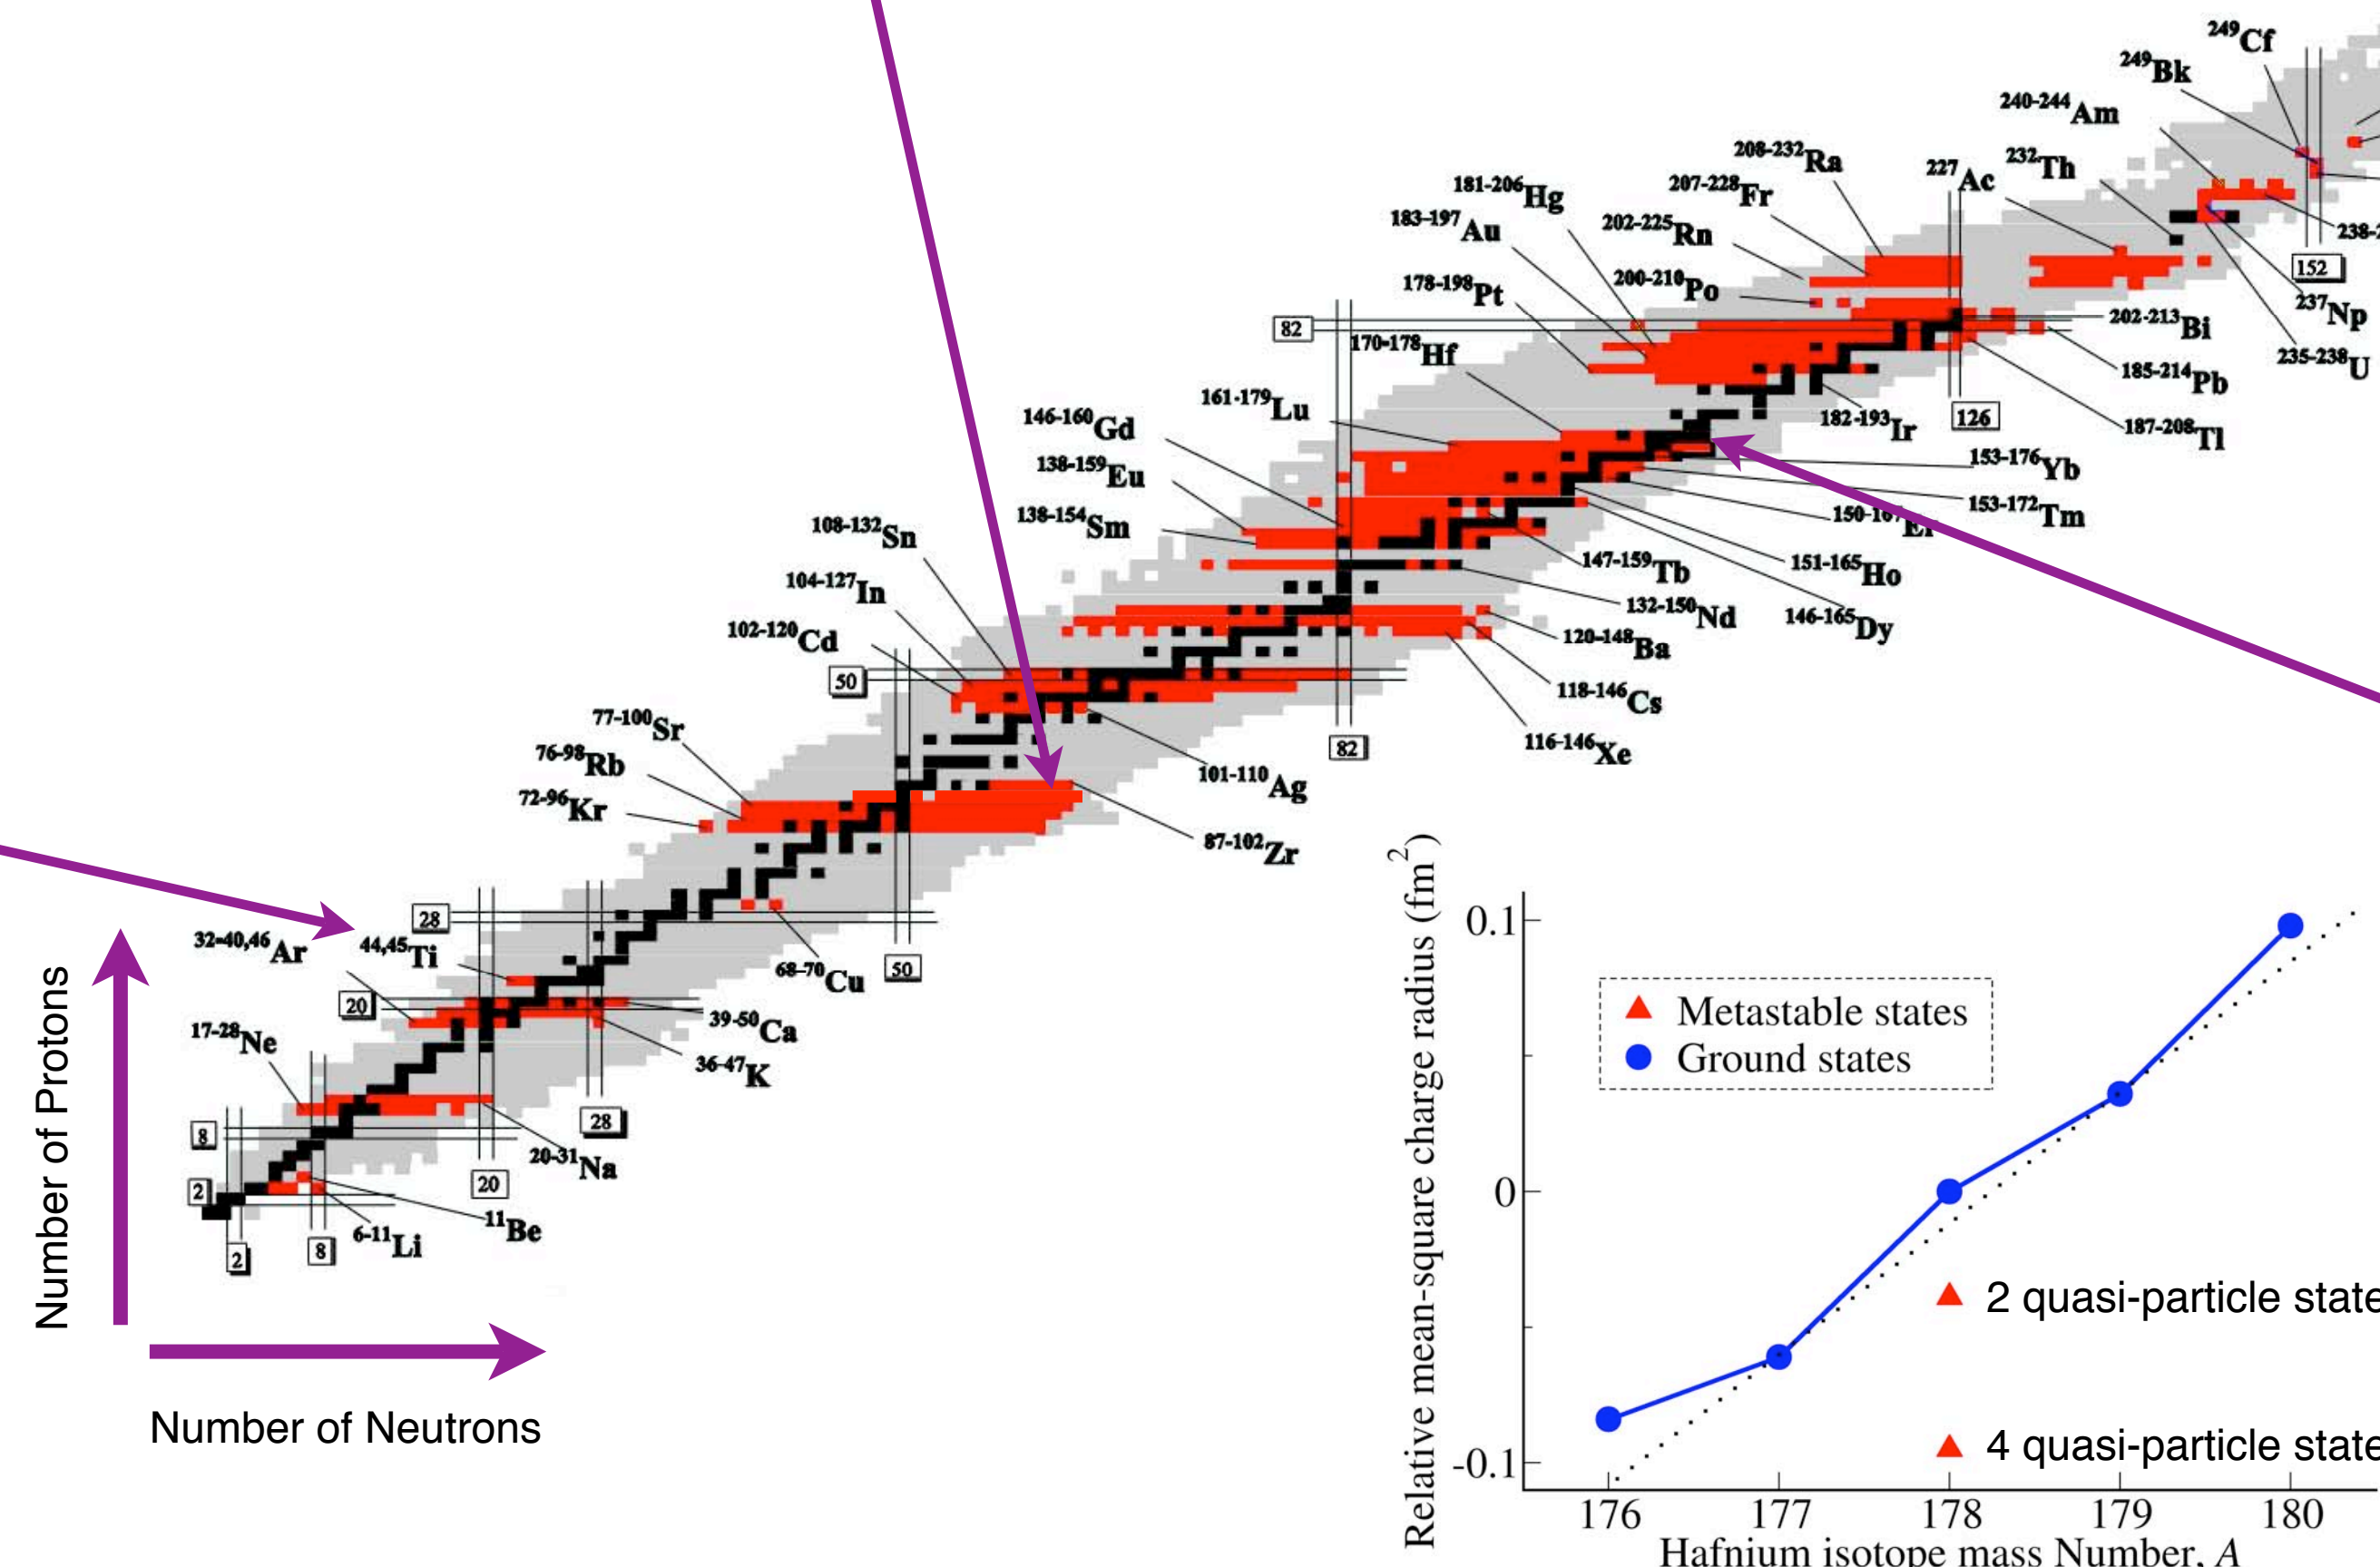 249Cf
249Bk
240-244Am
232Th
227Ac
208-232Ra
207-228Fr
202-225Rn
200-210Po
181-206Hg
183-197Au
178-198Pt
170-178Hf
161-179Lu
146-160Gd
138-159Eu
138-154Sm
108-132Sn
104-127In
102-120Cd
77-100Sr
76-98Rb
72-96Kr
32-40,46Ar
44,45Ti
17-28Ne
238-2
152
237Np
235-238U
82
202-213Bi
185-214Pb
187-208Tl
126
182-193Ir
153-176Yb
153-172Tm
151-165Ho
147-159Tb
146-165Dy
132-150Nd
120-148Ba
118-146Cs
116-146Xe
82
50
101-110Ag
87-102Zr
68-70Cu
50
28
39-50Ca
36-47K
28
20
20-31Na
20
8
11Be
6-11Li
8
2
2
Number of Protons
Number of Neutrons
Relative mean-square charge radius (fm2)
0.1
0
-0.1
Metastable states
Ground states
2 quasi-particle state
4 quasi-particle state
176 177 178 179 180
Hafnium isotope mass Number, A